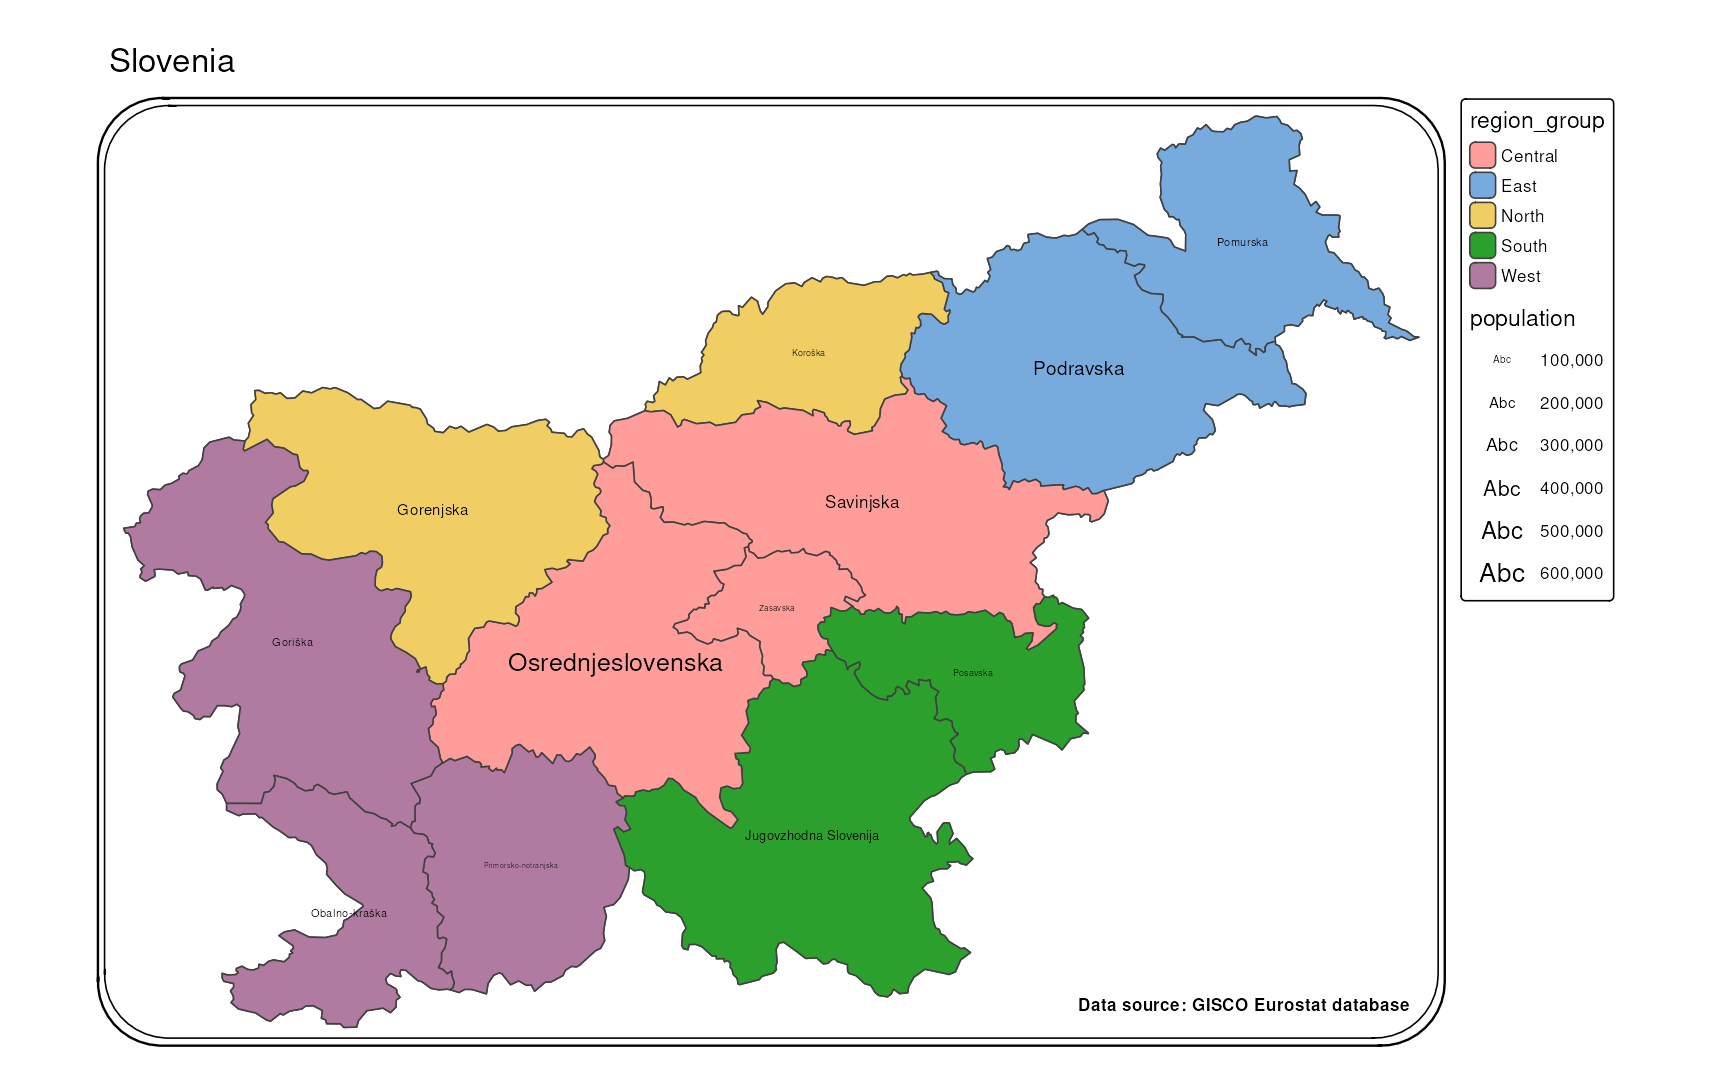 Slovenia
region_group
Central
East
North
South
West
population
Abc 100,000
Abc 200,000
Abc 300,000
Abc 400,000
Abc 500,000
Abc 600,000
Pomurska
Koroška
Podravska
Savinjska
Gorenjska
Zasavska
Goriška
Osrednjeslovenska
Posavska
Jugovzhodna Slovenija
Primorsko-notranjska
Obalno-kraška
Data source: GISCO Eurostat database